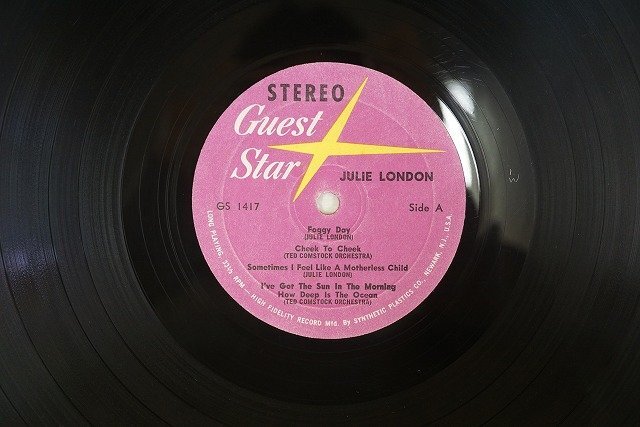 STEREO
Guest
Star
JULIE LONDON
GS 1417
Side A
Foggy Day
(JULIE LONDON)
Cheek To Cheek
(TED COMSTOCK ORCHESTRA)
Sometimes I Feel Like A Motherless Child
(JULIE LONDON)
I've Got The Sun In The Morning
How Deep Is The Ocean
(TED COMSTOCK ORCHESTRA)
LONG PLAYING 33⅓ RPM - HIGH FIDELITY RECORD Mfd. By SYNTHETIC PLASTICS CO. NEWARK, N.J. U.S.A